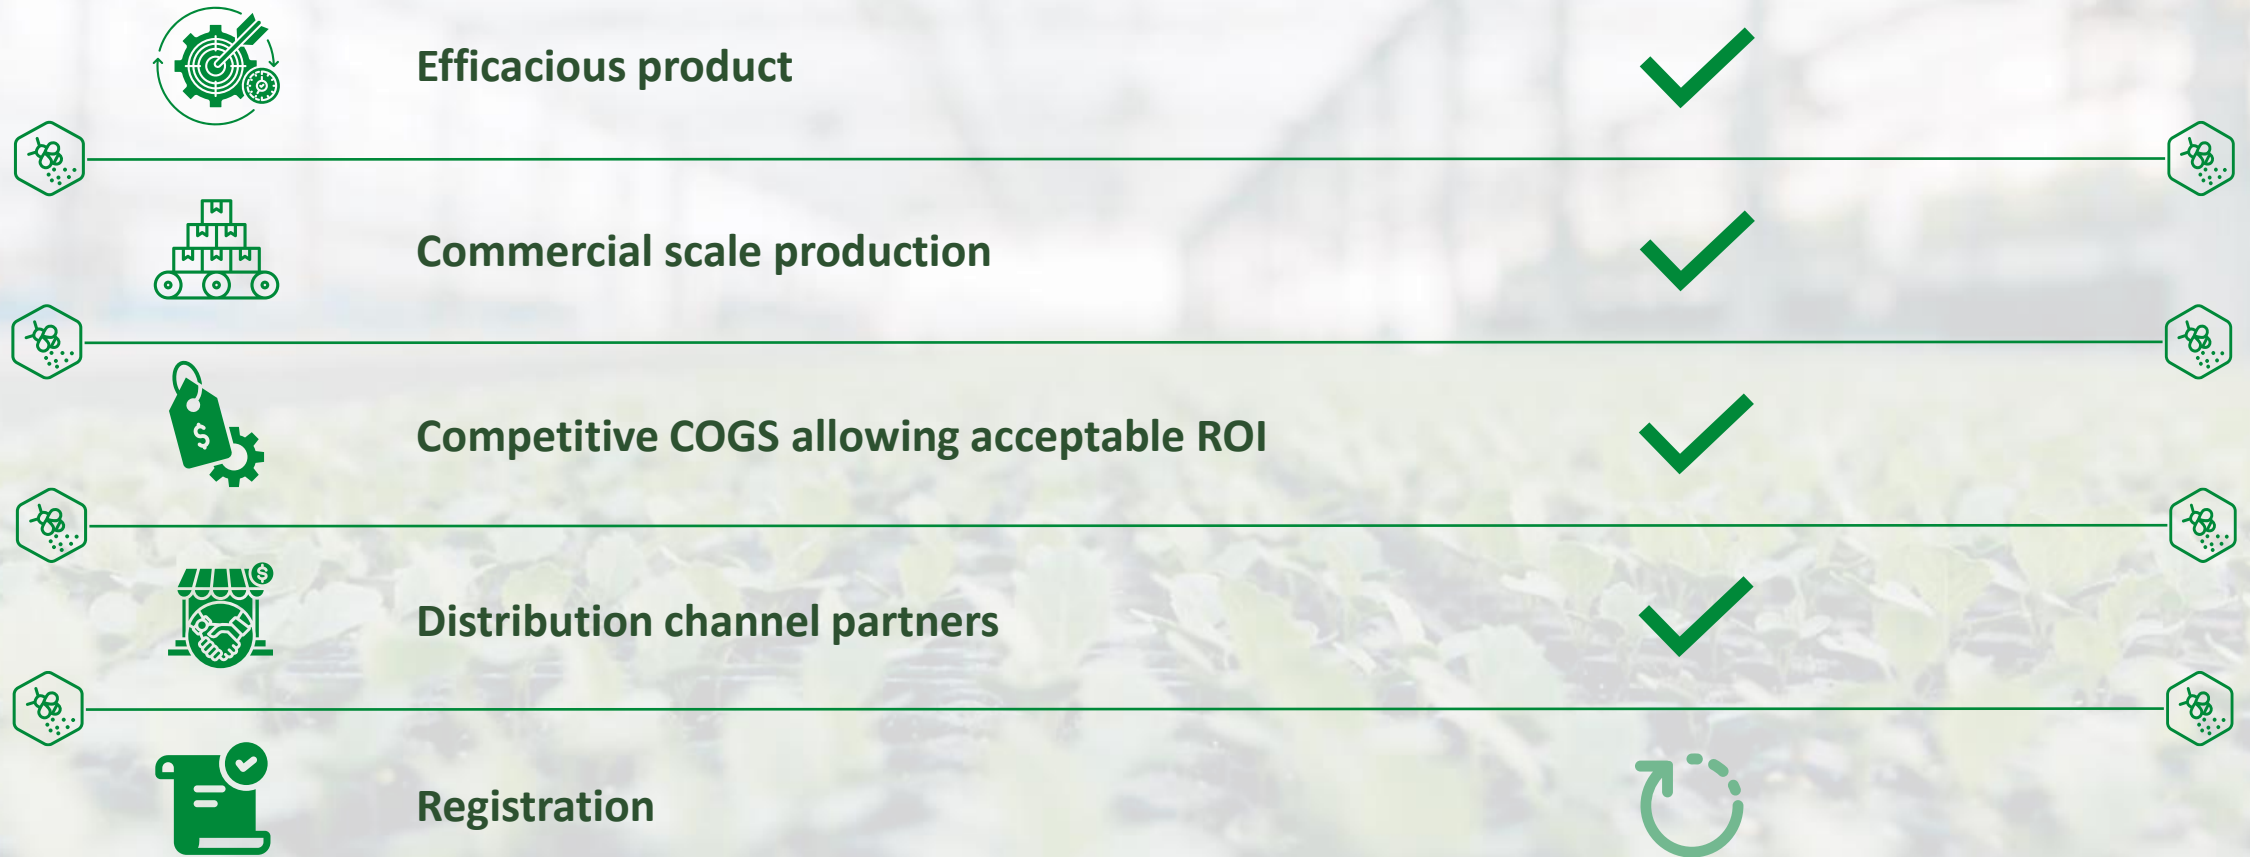 Efficacious product
Commercial scale production
Competitive COGS allowing acceptable ROI
$
$
Distribution channel partners
Registration